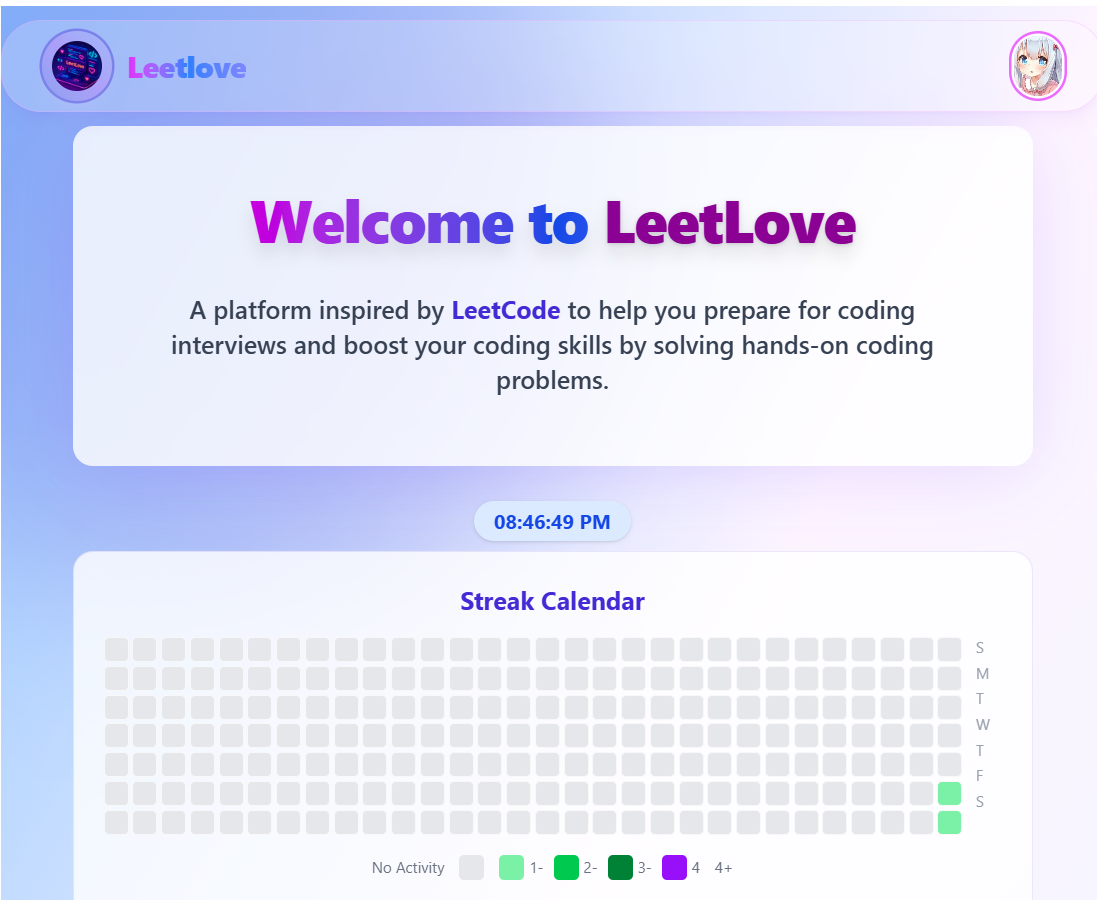 Leetlove
Welcome to LeetLove
A platform inspired by LeetCode to help you prepare for coding
interviews and boost your coding skills by solving hands-on coding
problems.
08:46:49 PM
Streak Calendar
S
M
T
W
T
F
S
No Activity 1- 2- 3- 4 4+